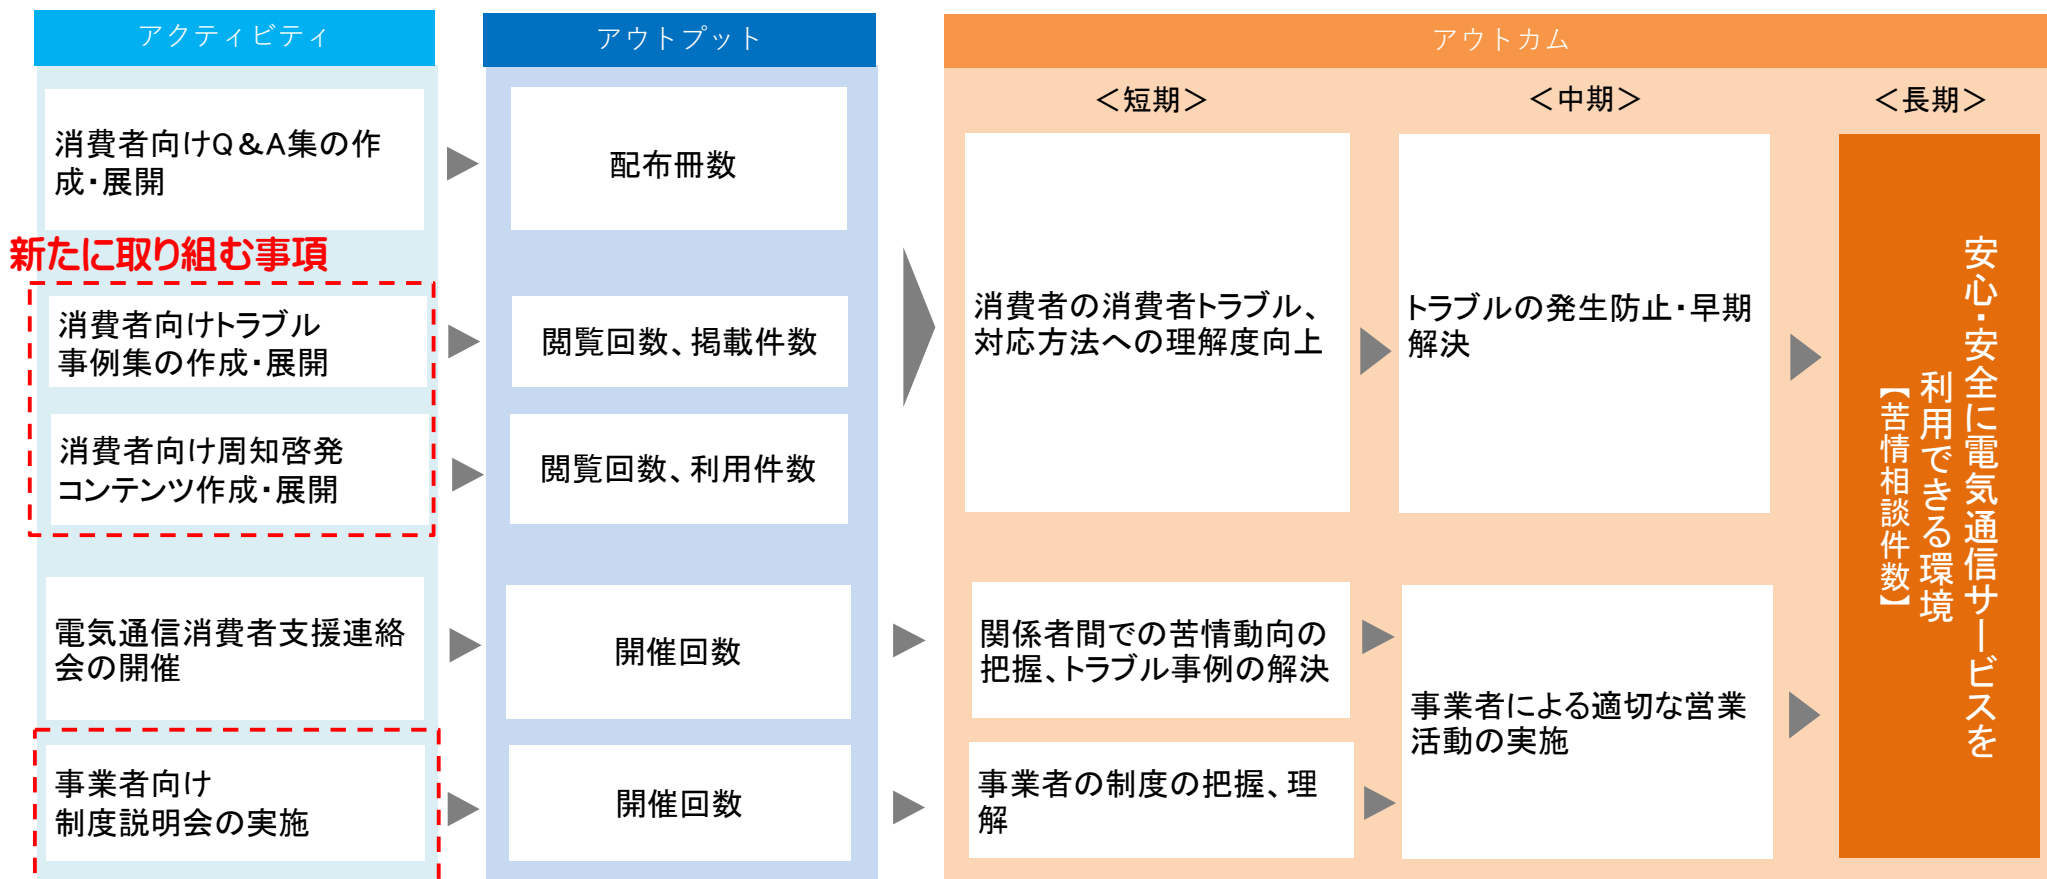 アクティビティ
アウトプット
アウトカム
＜短期＞
＜中期＞
＜長期＞
消費者向けQ&A集の作
成・展開
配布冊数
新たに取り組む事項
消費者向けトラブル
事例集の作成・展開
閲覧回数、掲載件数
消費者向け周知啓発
コンテンツ作成・展開
閲覧回数、利用件数
消費者の消費者トラブル、
対応方法への理解度向上
トラブルの発生防止・早期
解決
電気通信消費者支援連絡
会の開催
開催回数
関係者間での苦情動向の
把握、トラブル事例の解決
事業者向け
制度説明会の実施
開催回数
事業者の制度の把握、理
解
事業者による適切な営業
活動の実施
安心・安全に電気通信サービスを
利用できる環境
【苦情相談件数】